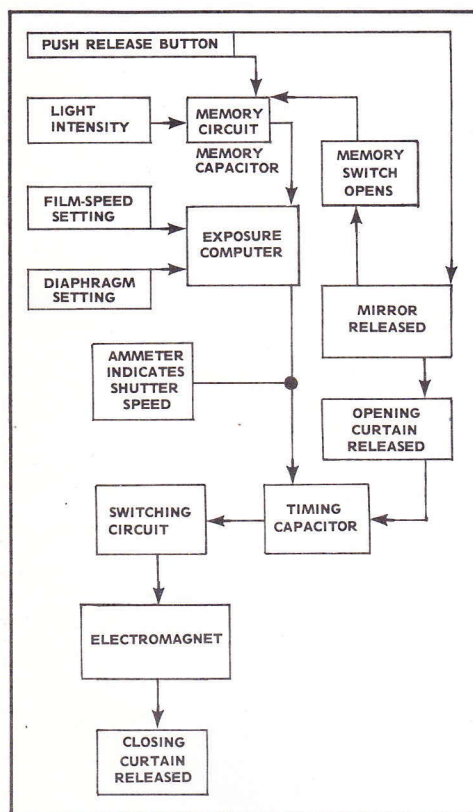 PUSH RELEASE BUTTON
LIGHT
INTENSITY
MEMORY
CIRCUIT
MEMORY
CAPACITOR
MEMORY
SWITCH
OPENS
FILM-SPEED
SETTING
EXPOSURE
COMPUTER
DIAPHRAGM
SETTING
MIRROR
RELEASED
AMMETER
INDICATES
SHUTTER
SPEED
OPENING
CURTAIN
RELEASED
SWITCHING
CIRCUIT
TIMING
CAPACITOR
ELECTROMAGNET
CLOSING
CURTAIN
RELEASED